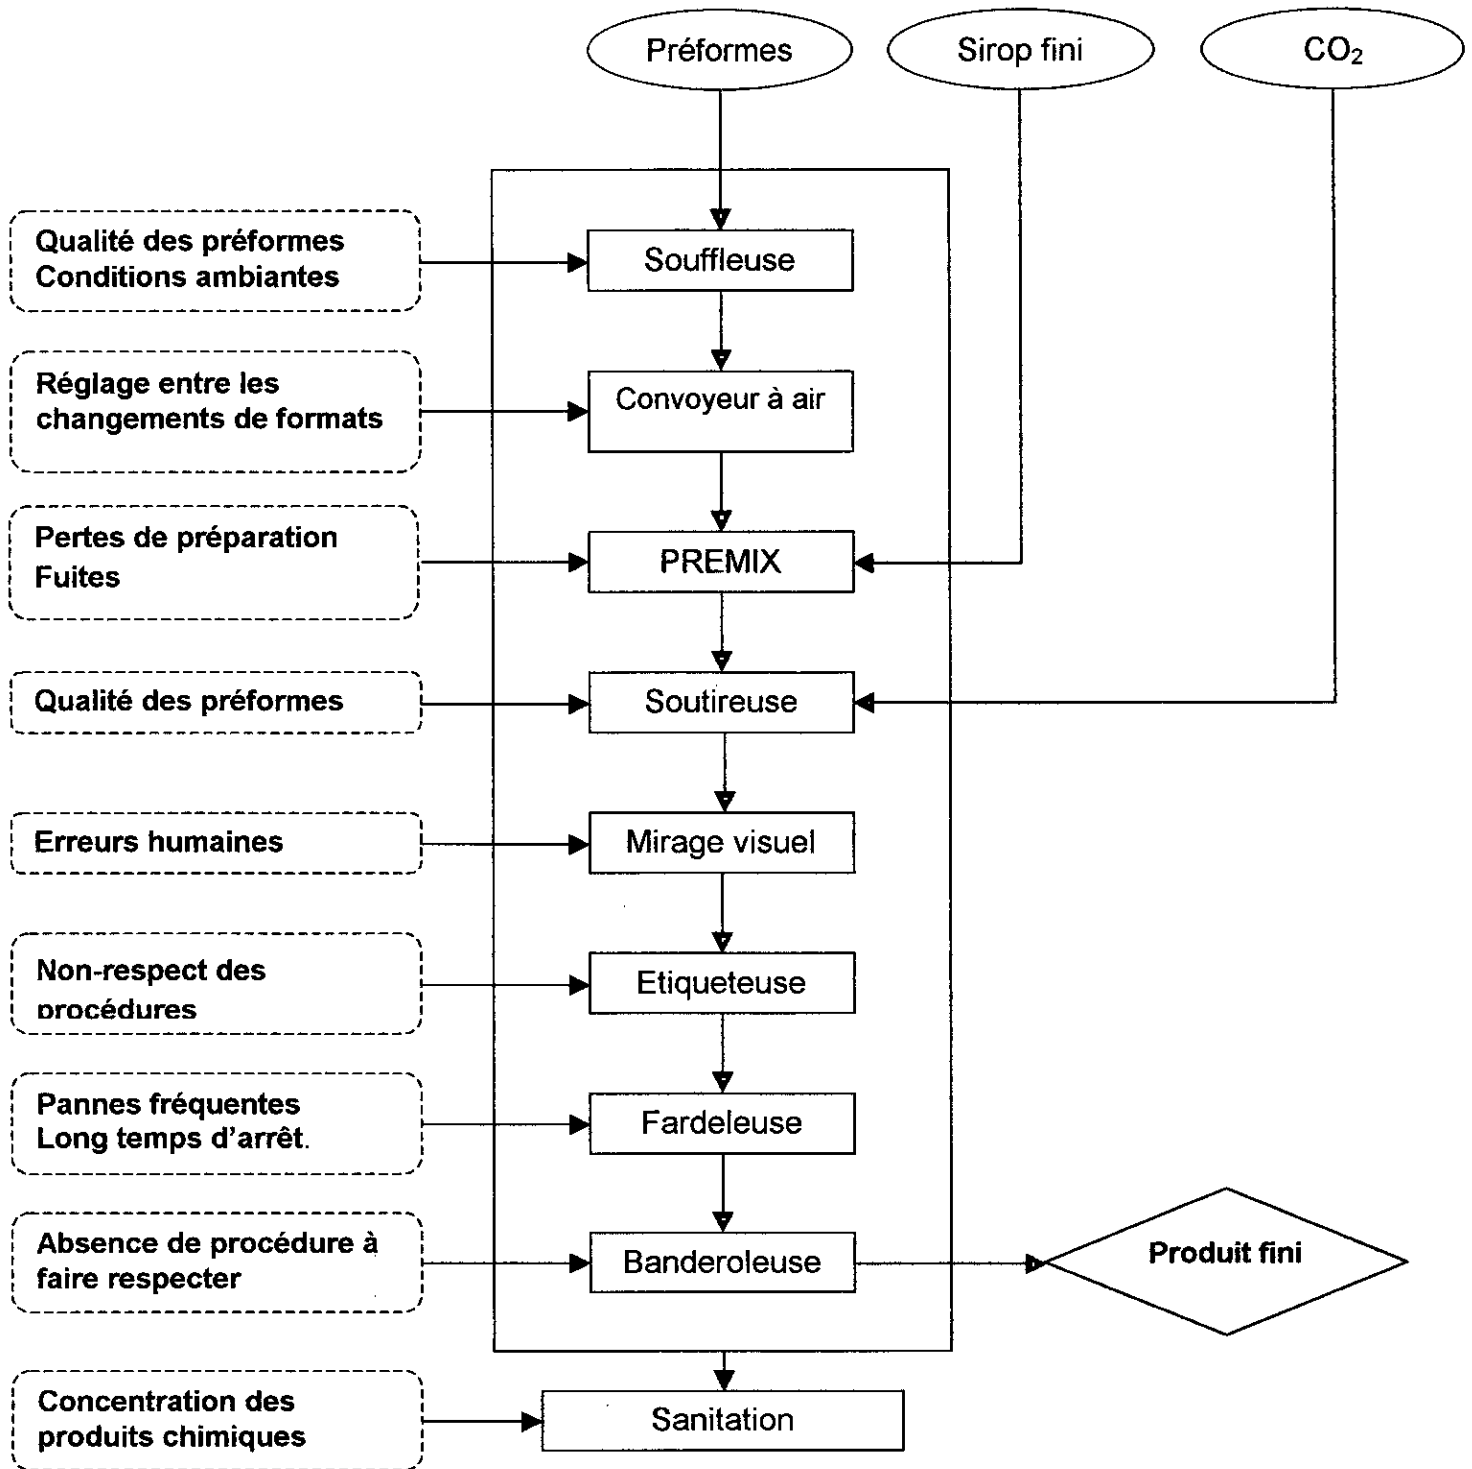 Préformes
Sirop fini
CO₂
Qualité des préformes
Conditions ambiantes
Souffleuse
Réglage entre les
changements de formats
Convoyeur à air
Pertes de préparation
Fuites
PREMIX
Qualité des préformes
Soutireuse
Erreurs humaines
Mirage visuel
Non-respect des
procédures
Etiqueteuse
Pannes fréquentes
Long temps d'arrêt.
Fardeleuse
Absence de procédure à
faire respecter
Banderoleuse
Produit fini
Concentration des
produits chimiques
Sanitation